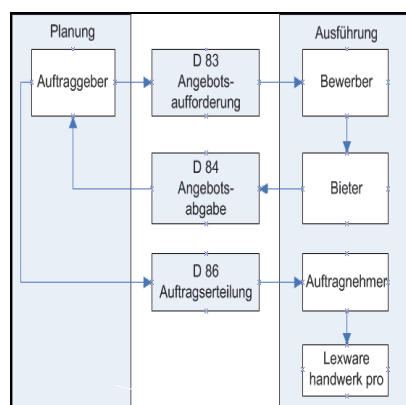 Planung
Ausführung
Auftraggeber
D 83
Angebots-
aufforderung
Bewerber
D 84
Angebots-
abgabe
Bieter
D 86
Auftragserteilung
Auftragnehmer
Lexware
handwerk pro